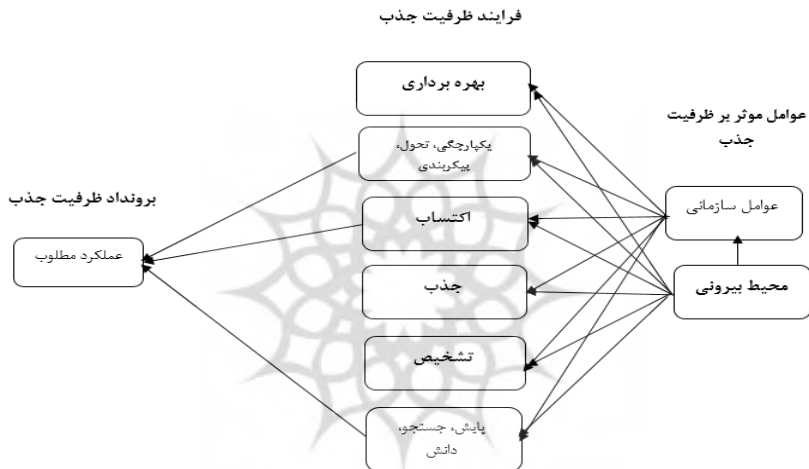 فرایند ظرفیت جذب
عوامل موثر بر ظرفیت
جذب
برونداد ظرفیت جذب
بهره برداری
یکپارچگی، تحول،
پیکربندی
اکتساب
جذب
تشخیص
پایش، جستجو،
دانش
عوامل سازمانی
محیط بیرونی
عملکرد مطلوب